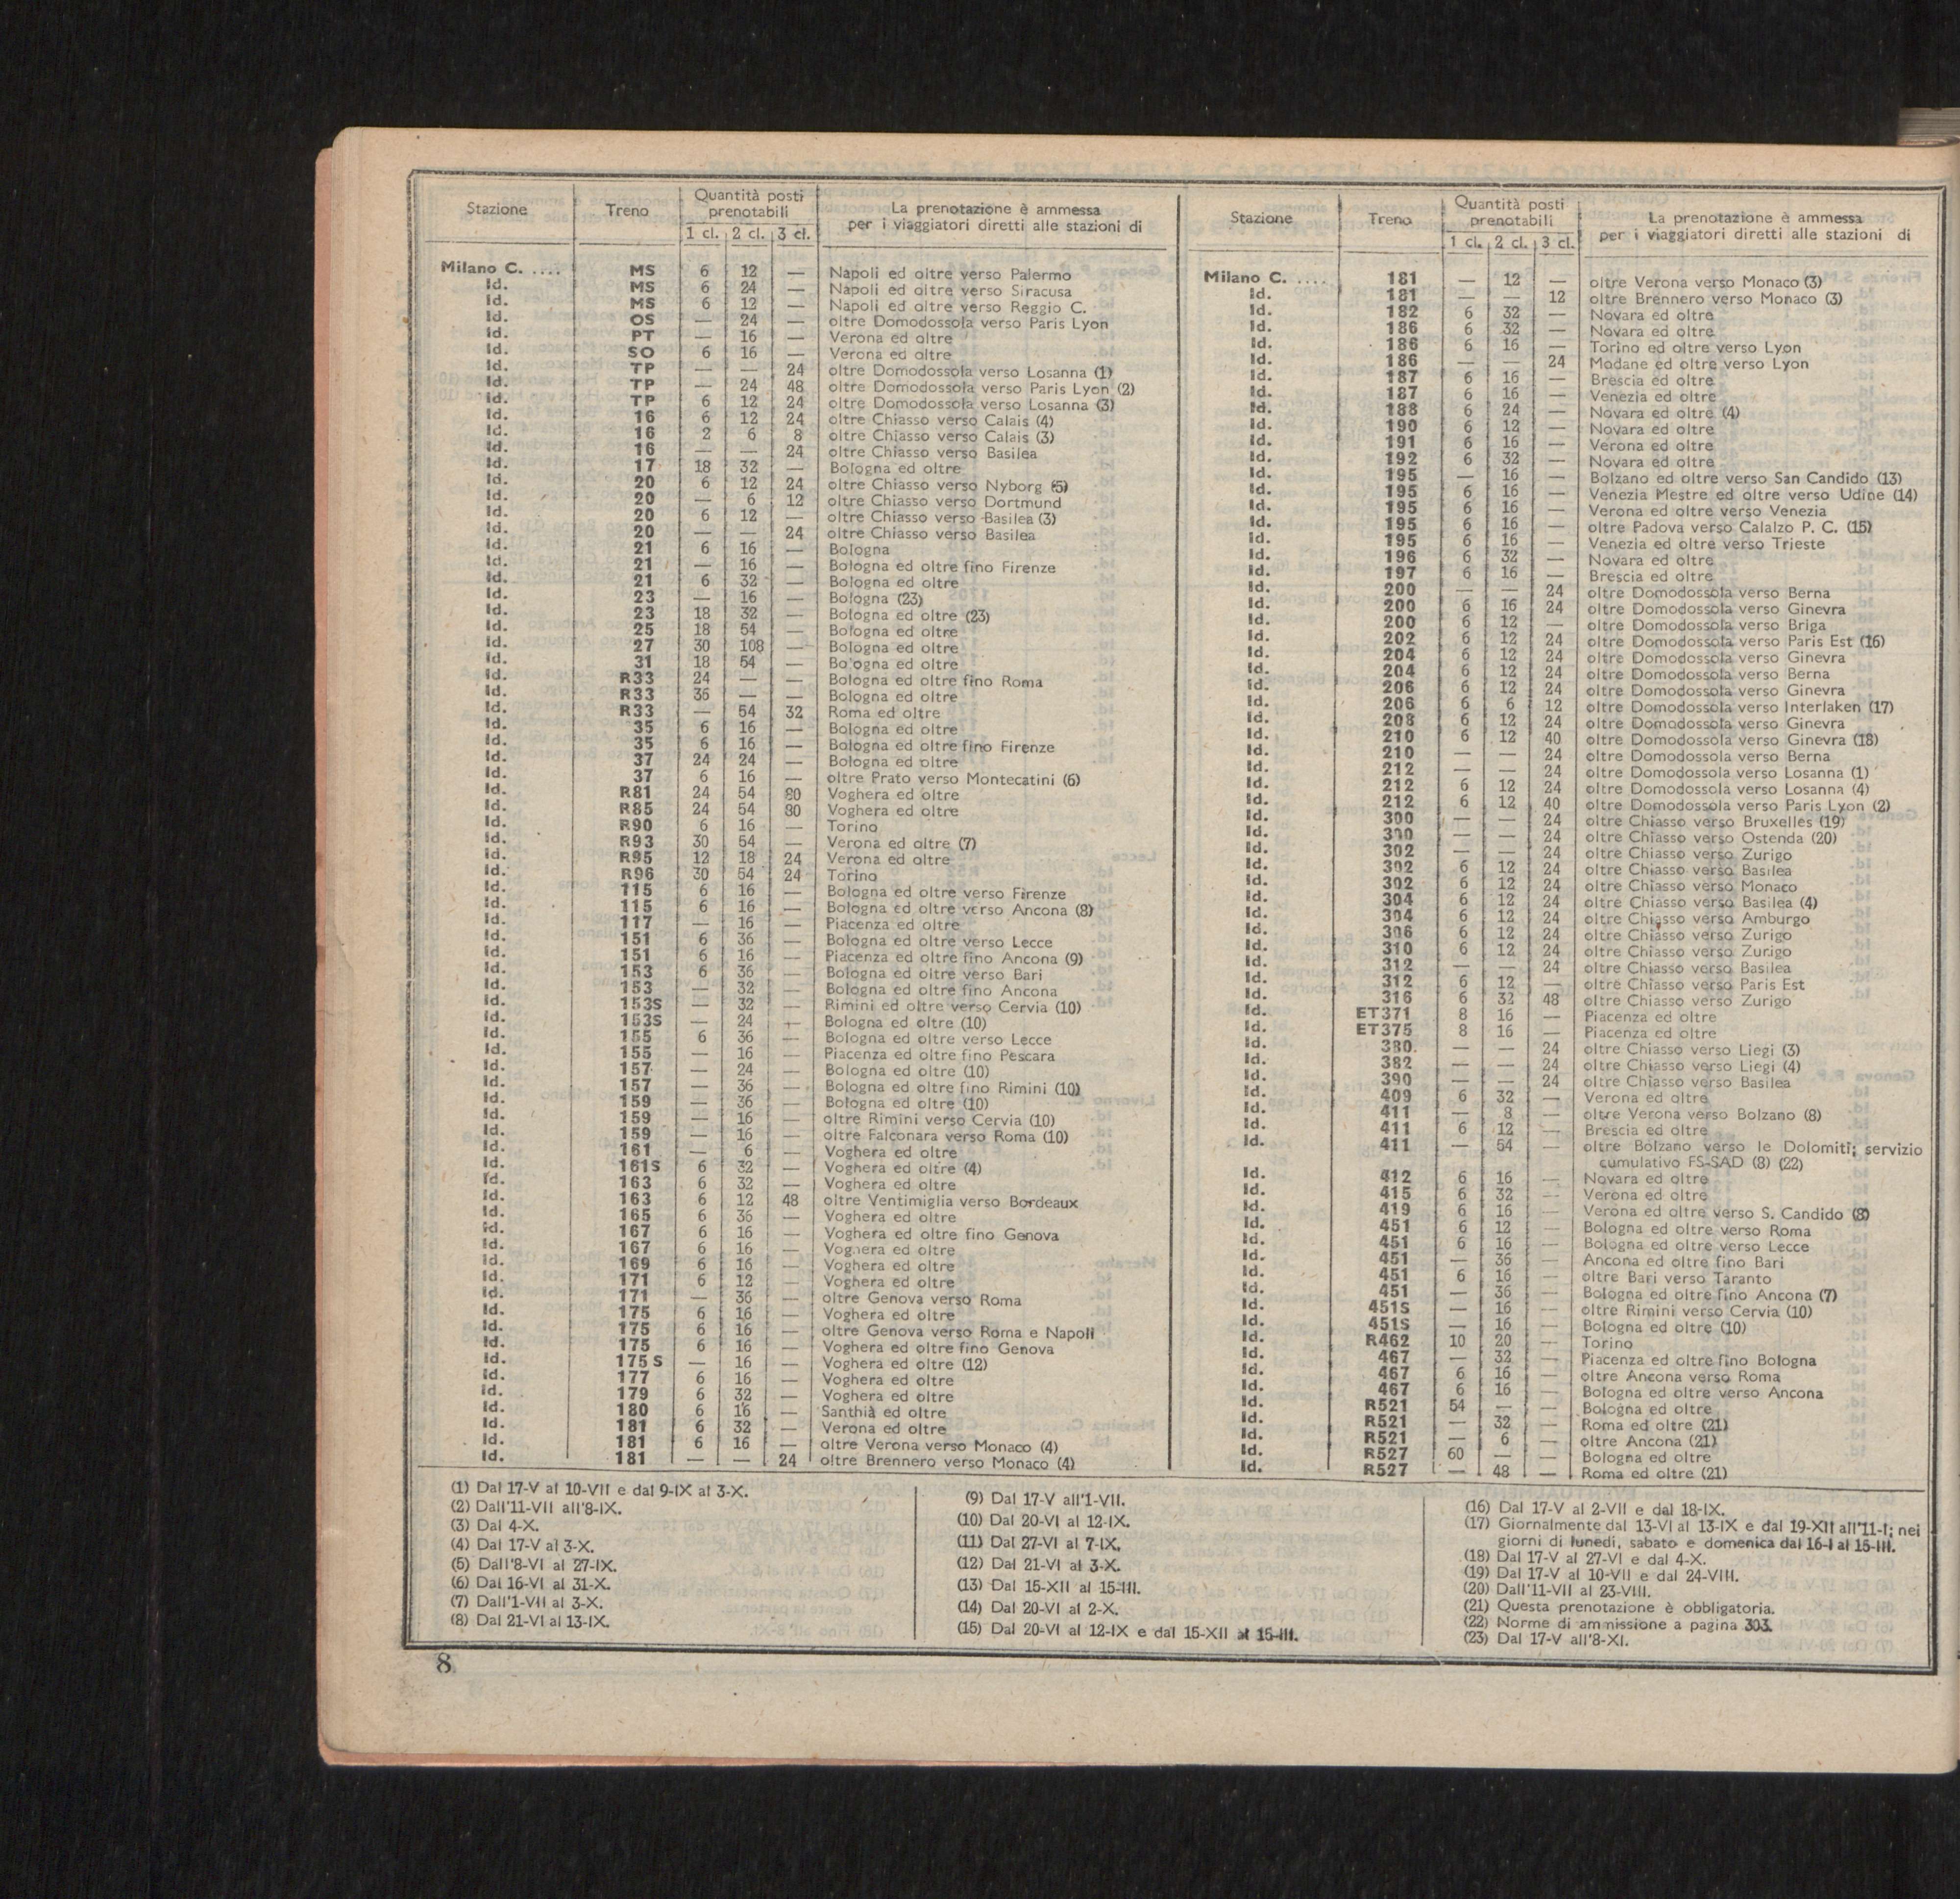 Stazione Treno Quantità posti prenotabili La prenotazione è ammessa per i viaggiatori diretti alle stazioni di
1 cl. 2 cl. 3 cl.
Milano C. .... MS 6 12 — Napoli ed oltre verso Palermo
Id. MS 6 24 — Napoli ed oltre verso Siracusa
Id. MS 6 12 — Napoli ed oltre verso Reggio C.
Id. OS — 24 — oltre Domodossola verso Paris Lyon
Id. PT — 16 — Verona ed oltre
Id. SO 6 16 — Verona ed oltre
Id. TP — — 24 oltre Domodossola verso Losanna (1)
Id. TP — 24 48 oltre Domodossola verso Paris Lyon (2)
Id. TP 6 12 24 oltre Domodossola verso Losanna (3)
Id. 16 6 12 24 oltre Chiasso verso Calais (4)
Id. 16 2 6 8 oltre Chiasso verso Calais (3)
Id. 16 — — 24 oltre Chiasso verso Basilea
Id. 17 18 32 — Bologna ed oltre
Id. 20 6 12 24 oltre Chiasso verso Nyborg (5)
Id. 20 — 6 12 oltre Chiasso verso Dortmund
Id. 20 6 12 — oltre Chiasso verso Basilea (3)
Id. 20 — — 24 oltre Chiasso verso Basilea
Id. 21 6 16 — Bologna
Id. 21 — 16 — Bologna ed oltre fino Firenze
Id. 21 6 32 — Bologna ed oltre
Id. 23 — 16 — Bologna (23)
Id. 23 18 32 — Bologna ed oltre (23)
Id. 25 18 54 — Bologna ed oltre
Id. 27 30 108 — Bologna ed oltre
Id. 31 18 54 — Bo'ogna ed oltre
Id. R33 24 — — Bologna ed oltre fino Roma
Id. R33 36 — — Bologna ed oltre
Id. R33 — 54 32 Roma ed oltre
Id. 35 6 16 — Bologna ed oltre
Id. 35 6 16 — Bologna ed oltre fino Firenze
Id. 37 24 24 — Bologna ed oltre
Id. 37 6 16 — oltre Prato verso Montecatini (6)
Id. R81 24 54 80 Voghera ed oltre
Id. R85 24 54 80 Voghera ed oltre
Id. R90 6 16 — Torino
Id. R93 30 54 — Verona ed oltre (7)
Id. R95 12 18 24 Verona ed oltre
Id. R96 30 54 24 Torino
Id. 115 6 16 — Bologna ed oltre verso Firenze
Id. 115 6 16 — Bologna ed oltre verso Ancona (8)
Id. 117 — 16 — Piacenza ed oltre
Id. 151 6 36 — Bologna ed oltre verso Lecce
Id. 151 6 16 — Piacenza ed oltre fino Ancona (9)
Id. 153 6 36 — Bologna ed oltre verso Bari
Id. 153 — 32 — Bologna ed oltre fino Ancona
Id. 153S — 32 — Rimini ed oltre verso Cervia (10)
Id. 153S — 24 — Bologna ed oltre (10)
Id. 155 6 36 — Bologna ed oltre verso Lecce
Id. 155 — 16 — Piacenza ed oltre fino Pescara
Id. 157 — 24 — Bologna ed oltre (10)
Id. 157 — 36 — Bologna ed oltre fino Rimini (10)
Id. 159 — 36 — Bologna ed oltre (10)
Id. 159 — 16 — oltre Rimini verso Cervia (10)
Id. 159 — 16 — oltre Falconara verso Roma (10)
Id. 161 — 6 — Voghera ed oltre
Id. 161S 6 32 — Voghera ed oltre (4)
Id. 163 6 32 — Voghera ed oltre
Id. 163 6 12 48 oltre Ventimiglia verso Bordeaux
Id. 165 6 36 — Voghera ed oltre
Id. 167 6 16 — Voghera ed oltre fino Genova
Id. 167 6 16 — Voghera ed oltre
Id. 169 6 16 — Voghera ed oltre
Id. 171 6 12 — Voghera ed oltre
Id. 171 — 36 — oltre Genova verso Roma
Id. 175 6 16 — Voghera ed oltre
Id. 175 6 16 — oltre Genova verso Roma e Napoli
Id. 175 6 16 — Voghera ed oltre fino Genova
Id. 175 S — 16 — Voghera ed oltre (12)
Id. 177 6 16 — Voghera ed oltre
Id. 179 6 32 — Voghera ed oltre
Id. 180 6 16 — Santhià ed oltre
Id. 181 6 32 — Verona ed oltre
Id. 181 6 16 — oltre Verona verso Monaco (4)
Id. 181 — — 24 oltre Brennero verso Monaco (4)
Stazione Treno Quantità posti prenotabili La prenotazione è ammessa per i viaggiatori diretti alle stazioni di
1 cl. 2 cl. 3 cl.
Milano C. .... 181 — 12 — oltre Verona verso Monaco (3)
Id. 181 — — 12 oltre Brennero verso Monaco (3)
Id. 182 6 32 — Novara ed oltre
Id. 186 6 32 — Novara ed oltre
Id. 186 6 16 — Torino ed oltre verso Lyon
Id. 186 — — 24 Modane ed oltre verso Lyon
Id. 187 6 16 — Brescia ed oltre
Id. 187 6 16 — Venezia ed oltre
Id. 188 6 24 — Novara ed oltre (4)
Id. 190 6 12 — Novara ed oltre
Id. 191 6 16 — Verona ed oltre
Id. 192 6 32 — Novara ed oltre
Id. 195 — 16 — Bolzano ed oltre verso San Candido (13)
Id. 195 6 16 — Venezia Mestre ed oltre verso Udine (14)
Id. 195 6 16 — Verona ed oltre verso Venezia
Id. 195 6 16 — oltre Padova verso Calalzo P. C. (15)
Id. 195 6 16 — Venezia ed oltre verso Trieste
Id. 196 6 32 — Novara ed oltre
Id. 197 6 16 — Brescia ed oltre
Id. 200 — — 24 oltre Domodossola verso Berna
Id. 200 6 16 24 oltre Domodossola verso Ginevra
Id. 200 6 12 — oltre Domodossola verso Briga
Id. 202 6 12 24 oltre Domodossola verso Paris Est (16)
Id. 204 6 12 24 oltre Domodossola verso Ginevra
Id. 204 6 12 24 oltre Domodossola verso Berna
Id. 206 6 12 24 oltre Domodossola verso Ginevra
Id. 206 6 6 12 oltre Domodossola verso Interlaken (17)
Id. 208 6 12 24 oltre Domodossola verso Ginevra
Id. 210 6 12 40 oltre Domodossola verso Ginevra (18)
Id. 210 — — 24 oltre Domodossola verso Berna
Id. 212 — — 24 oltre Domodossola verso Losanna (1)
Id. 212 6 12 24 oltre Domodossola verso Losanna (4)
Id. 212 6 12 40 oltre Domodossola verso Paris Lyon (2)
Id. 300 — — 24 oltre Chiasso verso Bruxelles (19)
Id. 300 — — 24 oltre Chiasso verso Ostenda (20)
Id. 302 — — 24 oltre Chiasso verso Zurigo
Id. 302 6 12 24 oltre Chiasso verso Basilea
Id. 302 6 12 24 oltre Chiasso verso Monaco
Id. 304 6 12 24 oltre Chiasso verso Basilea (4)
Id. 304 6 12 24 oltre Chiasso verso Amburgo
Id. 306 6 12 24 oltre Chiasso verso Zurigo
Id. 310 6 12 24 oltre Chiasso verso Zurigo
Id. 312 — — 24 oltre Chiasso verso Basilea
Id. 312 6 12 — oltre Chiasso verso Paris Est
Id. 316 6 32 48 oltre Chiasso verso Zurigo
Id. ET371 8 16 — Piacenza ed oltre
Id. ET375 8 16 — Piacenza ed oltre
Id. 380 — — 24 oltre Chiasso verso Liegi (3)
Id. 382 — — 24 oltre Chiasso verso Liegi (4)
Id. 390 — — 24 oltre Chiasso verso Basilea
Id. 409 6 32 — Verona ed oltre
Id. 411 — 8 — oltre Verona verso Bolzano (8)
Id. 411 6 12 — Brescia ed oltre
Id. 411 — 54 — oltre Bolzano verso le Dolomiti; servizio
cumulativo FS-SAD (8) (22)
Id. 412 6 16 — Novara ed oltre
Id. 415 6 32 — Verona ed oltre
Id. 419 6 16 — Verona ed oltre verso S. Candido (8)
Id. 451 6 12 — Bologna ed oltre verso Roma
Id. 451 6 16 — Bologna ed oltre verso Lecce
Id. 451 — 36 — Ancona ed oltre fino Bari
Id. 451 6 16 — oltre Bari verso Taranto
Id. 451 — 36 — Bologna ed oltre fino Ancona (7)
Id. 451S — 16 — oltre Rimini verso Cervia (10)
Id. 451S — 16 — Bologna ed oltre (10)
Id. R462 10 20 — Torino
Id. 467 — 32 — Piacenza ed oltre fino Bologna
Id. 467 6 16 — oltre Ancona verso Roma
Id. 467 6 16 — Bologna ed oltre verso Ancona
Id. R521 54 — — Bologna ed oltre
Id. R521 — 32 — Roma ed oltre (21)
Id. R521 — 6 — oltre Ancona (21)
Id. R527 60 — — Bologna ed oltre
Id. R527 — 48 — Roma ed oltre (21)
(1) Dal 17-V al 10-VII e dal 9-IX al 3-X.
(2) Dall'11-VII all'8-IX.
(3) Dal 4-X.
(4) Dal 17-V al 3-X.
(5) Dall'8-VI al 27-IX.
(6) Dal 16-VI al 31-X.
(7) Dall'1-VII al 3-X.
(8) Dal 21-VI al 13-IX.
(9) Dal 17-V all'1-VII.
(10) Dal 20-VI al 12-IX.
(11) Dal 27-VI al 7-IX.
(12) Dal 21-VI al 3-X.
(13) Dal 15-XII al 15-III.
(14) Dal 20-VI al 2-X.
(15) Dal 20-VI al 12-IX e dal 15-XII al 15-III.
(16) Dal 17-V al 2-VII e dal 18-IX.
(17) Giornalmente dal 13-VI al 13-IX e dal 19-XII all'11-I; nei
giorni di lunedì, sabato e domenica dal 16-I al 15-III.
(18) Dal 17-V al 27-VI e dal 4-X.
(19) Dal 17-V al 10-VII e dal 24-VIII.
(20) Dall'11-VII al 23-VIII.
(21) Questa prenotazione è obbligatoria.
(22) Norme di ammissione a pagina 303.
(23) Dal 17-V all'8-XI.
8